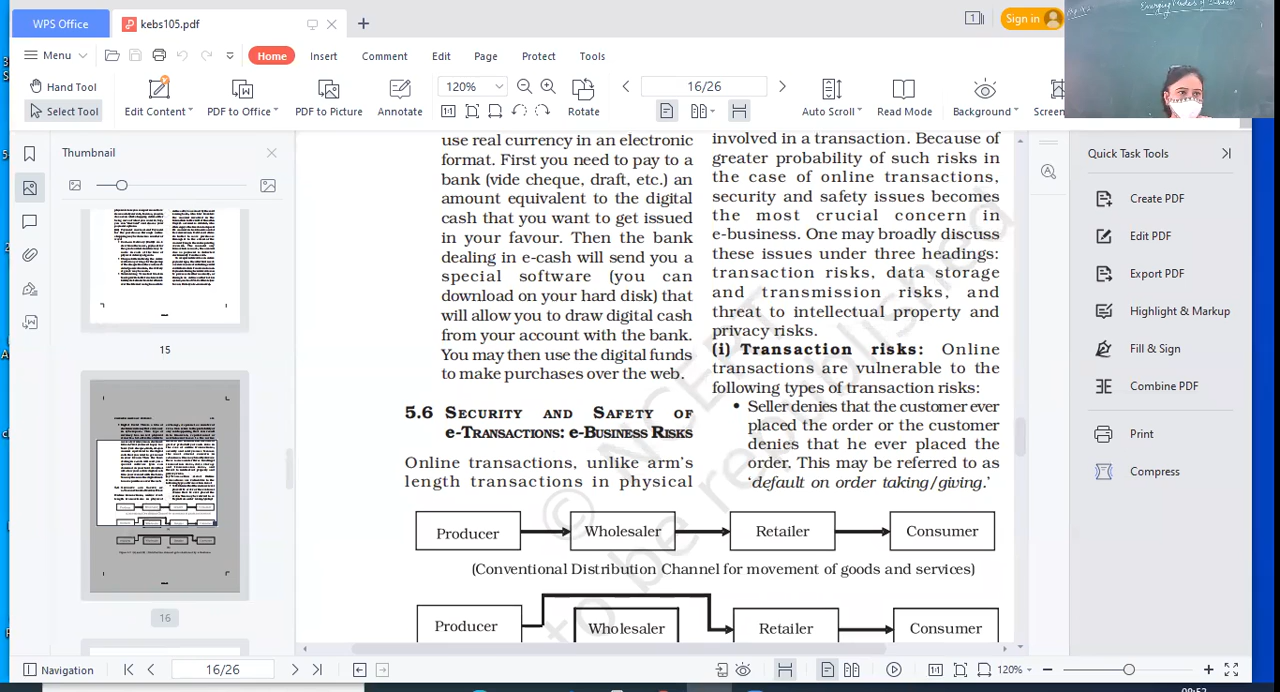 WPS Office
kebs105.pdf
1
Sign in
Emerging Modes of Business
Menu
Home
Insert
Comment
Edit
Page
Protect
Tools
Hand Tool
Select Tool
Edit Content
PDF to Office
PDF to Picture
Annotate
120%
Rotate
16/26
Auto Scroll
Read Mode
Background
Screen
Thumbnail
15
16
use real currency in an electronic
format. First you need to pay to a
bank (vide cheque, draft, etc.) an
amount equivalent to the digital
cash that you want to get issued
in your favour. Then the bank
dealing in e-cash will send you a
special software (you can
download on your hard disk) that
will allow you to draw digital cash
from your account with the bank.
You may then use the digital funds
to make purchases over the web.
5.6 SECURITY AND SAFETY OF
e-TRANSACTIONS: e-BUSINESS RISKS
Online transactions, unlike arm's
length transactions in physical
involved in a transaction. Because of
greater probability of such risks in
the case of online transactions,
security and safety issues becomes
the most crucial concern in
e-business. One may broadly discuss
these issues under three headings:
transaction risks, data storage
and transmission risks, and
threat to intellectual property and
privacy risks.
(i) Transaction risks: Online
transactions are vulnerable to the
following types of transaction risks:
• Seller denies that the customer ever
placed the order or the customer
denies that he ever placed the
order. This may be referred to as
'default on order taking/giving.'
Producer
Wholesaler
Retailer
Consumer
(Conventional Distribution Channel for movement of goods and services)
Producer
Wholesaler
Retailer
Consumer
© NCERT
to be republished
Quick Task Tools
Create PDF
Edit PDF
Export PDF
Highlight & Markup
Fill & Sign
Combine PDF
Print
Compress
Navigation
16/26
120%